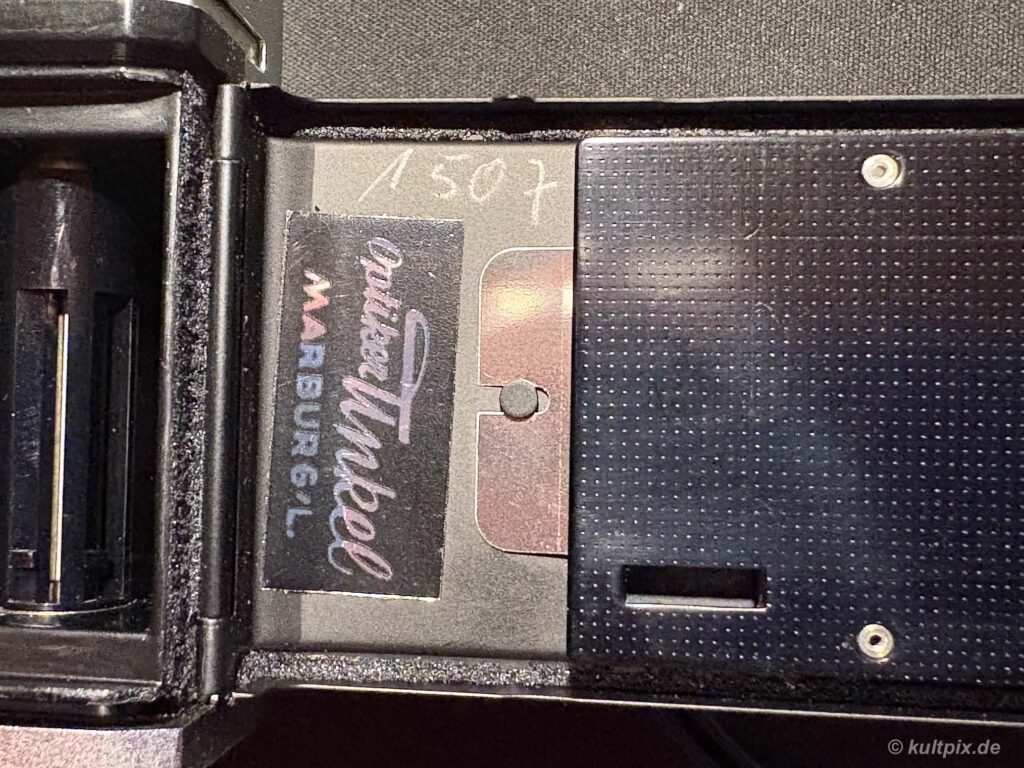 1507
Optiker Unkel
MARBURG/L.
© kultpix.de